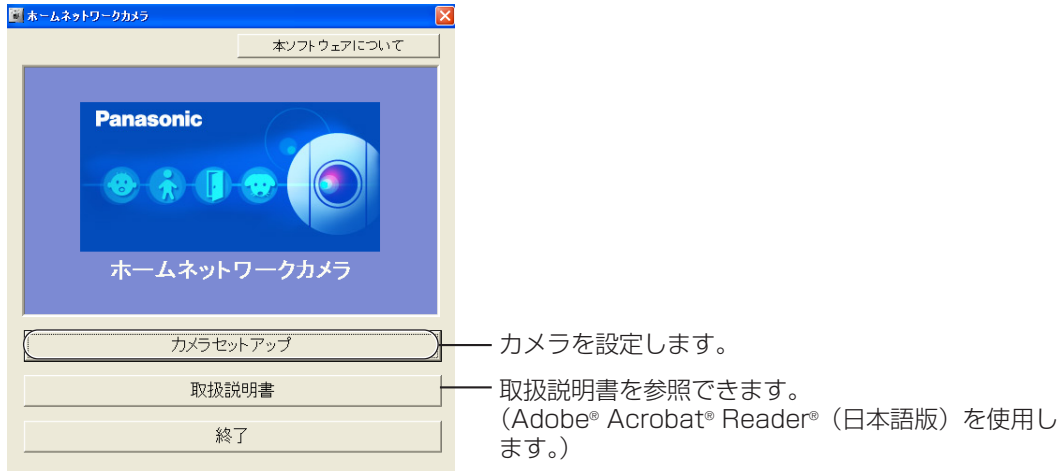 ホームネットワークカメラ
本ソフトウェアについて
Panasonic
ホームネットワークカメラ
カメラセットアップ
カメラを設定します。
取扱説明書
取扱説明書を参照できます。
(Adobe® Acrobat® Reader®（日本語版）を使用し
ます。)
終了